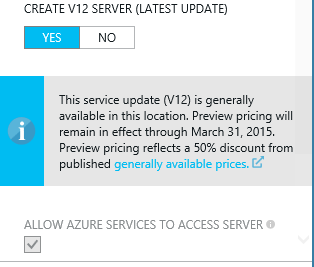 CREATE V12 SERVER (LATEST UPDATE)
YES NO
This service update (V12) is generally
available in this location. Preview pricing will
remain in effect through March 31, 2015.
Preview pricing reflects a 50% discount from
published generally available prices.
ALLOW AZURE SERVICES TO ACCESS SERVER